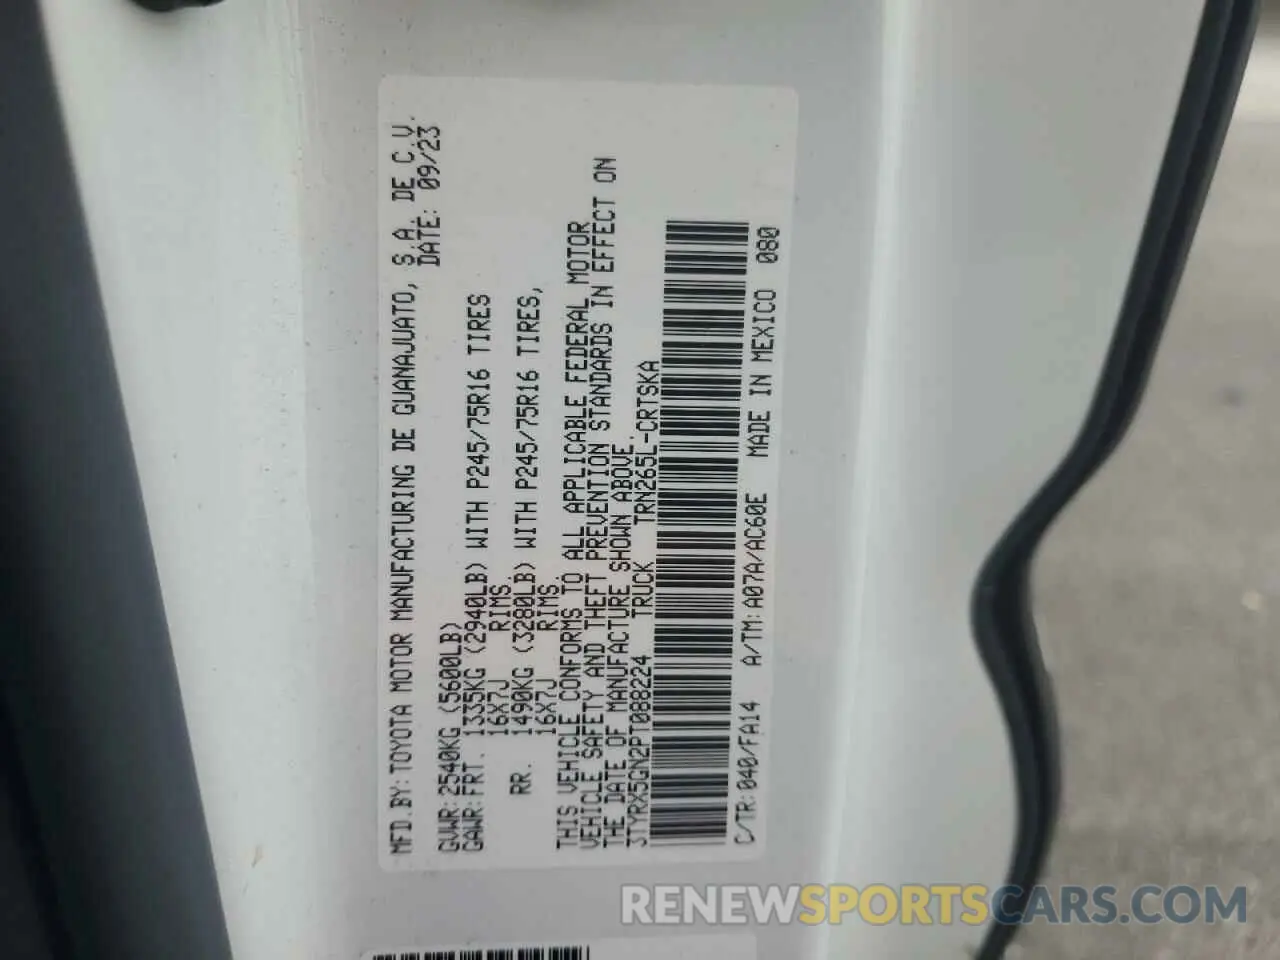 MFD.BY:TOYOTA MOTOR MANUFACTURING DE GUANAJUATO, S.A. DE C.V.
DATE: 09/23
GVWR:2540KG (5600LB)
GAWR:FRT. 1335KG (2940LB) WITH P245/75R16 TIRES
16X7J RIMS.
RR. 1490KG (3280LB) WITH P245/75R16 TIRES,
16X7J RIMS.
THIS VEHICLE CONFORMS TO ALL APPLICABLE FEDERAL MOTOR
VEHICLE SAFETY AND THEFT PREVENTION STANDARDS IN EFFECT ON
THE DATE OF MANUFACTURE SHOWN ABOVE.
3TYRX5GN2PT088224 TRUCK TRN265L-CRTSKA
C/TR:040/FA14 A/TM:A07A/AC60E MADE IN MEXICO 080
RENEWSPORTSCARS.COM